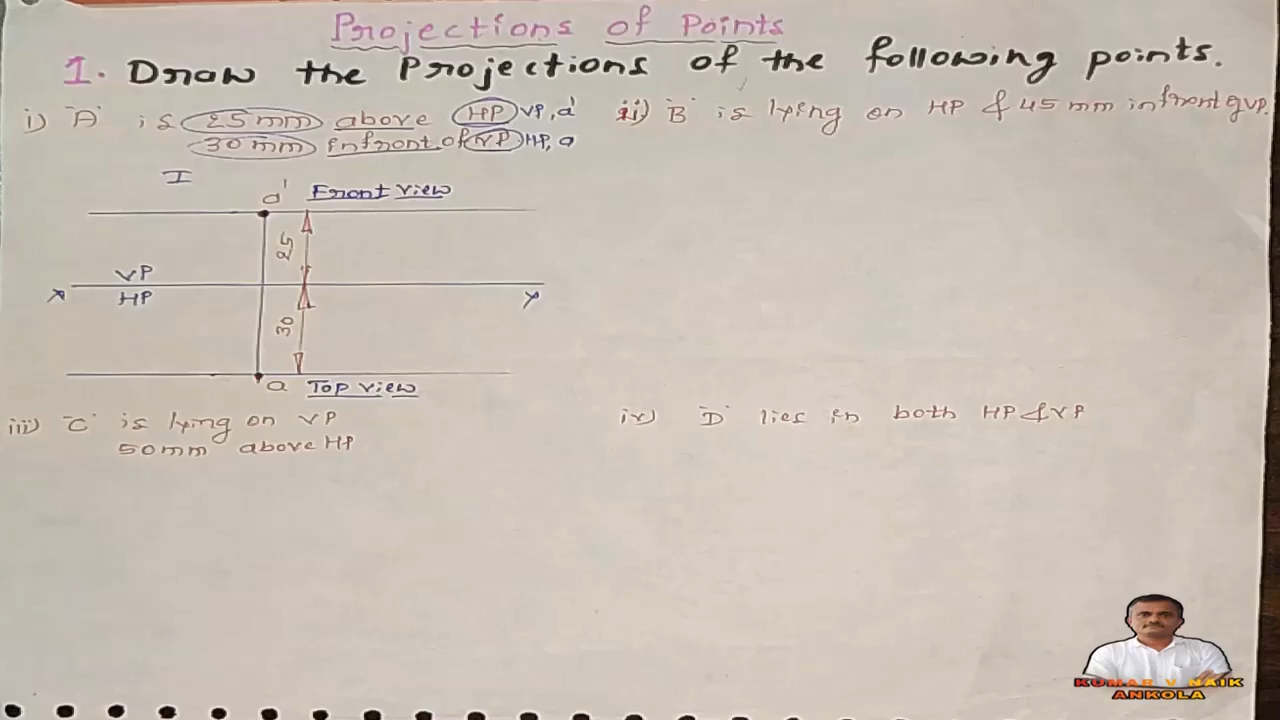 Projections of Points
1. Draw the Projections of the following points.
i) 'A' is 25mm above HP VP, a'
30mm infront of VP HP, a
ii) 'B' is lying on HP & 45mm infront of VP.
I
a' Front view
25
VP
X Y
HP
30
a Top view
iii) 'C' is lying on VP
50mm above HP
iv) 'D' lies in both HP & VP
KUMAR V NAIK
ANKOLA